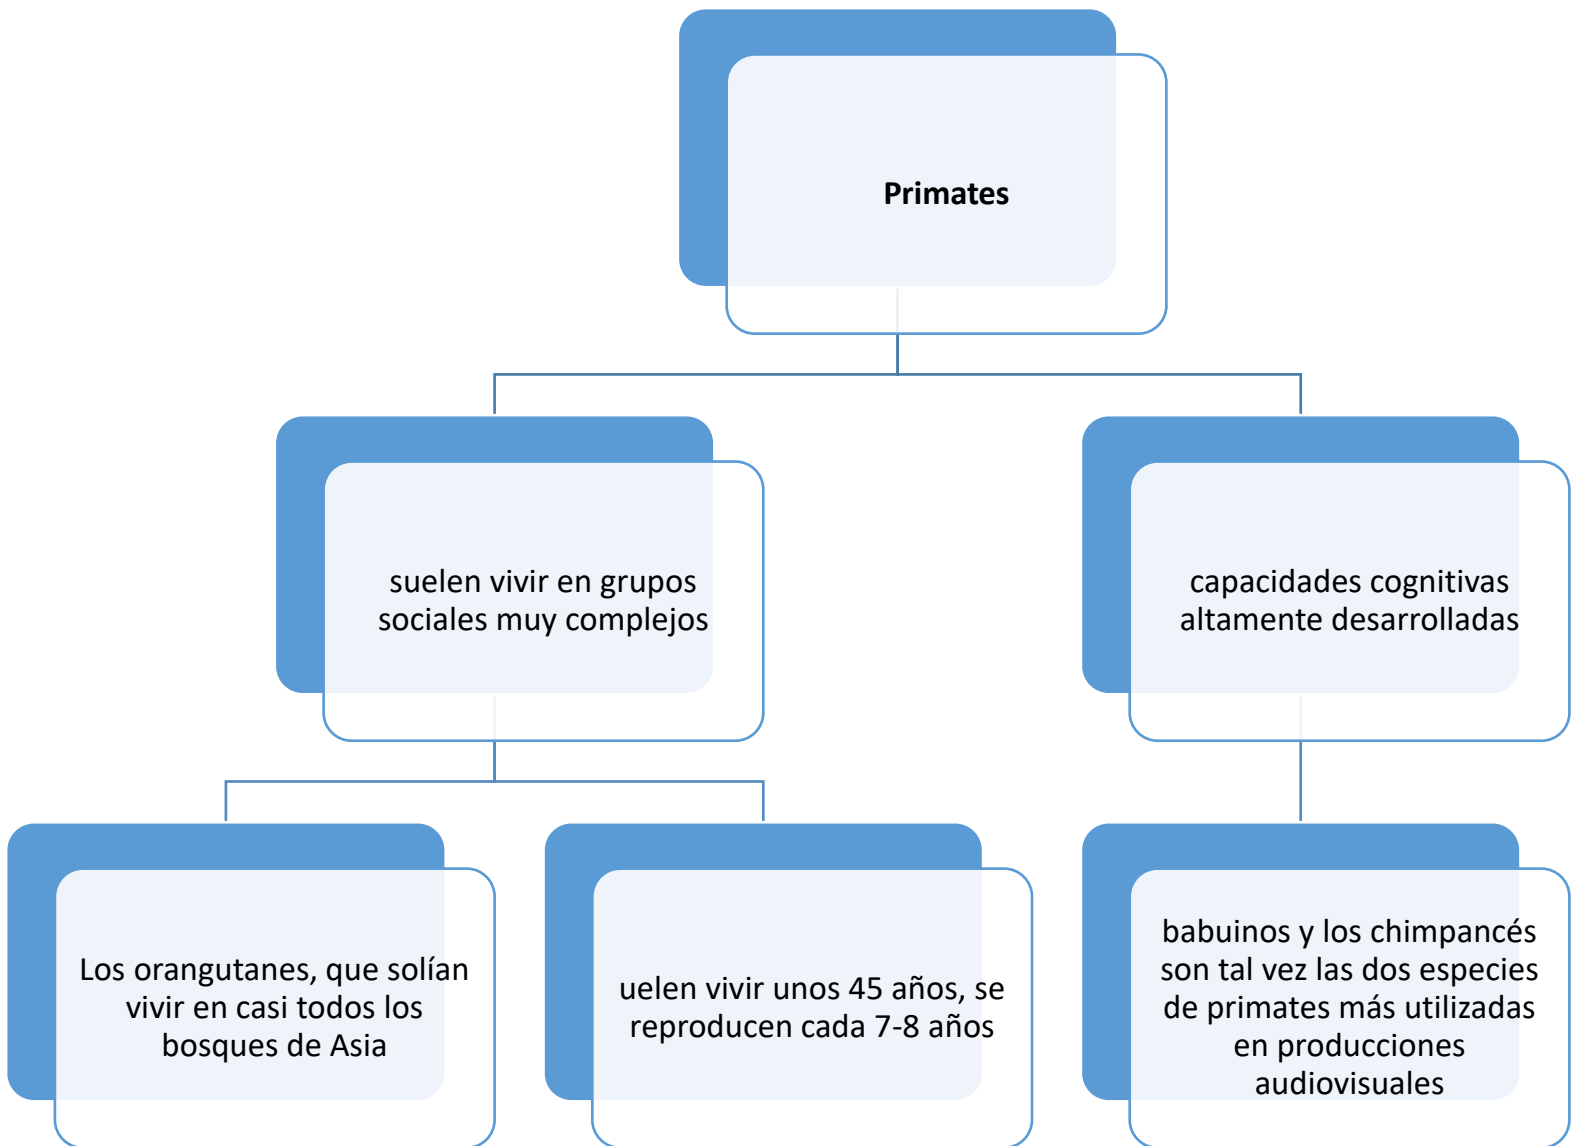 Primates
suelen vivir en grupos
sociales muy complejos
capacidades cognitivas
altamente desarrolladas
Los orangutanes, que solían
vivir en casi todos los
bosques de Asia
uelen vivir unos 45 años, se
reproducen cada 7-8 años
babuinos y los chimpancés
son tal vez las dos especies
de primates más utilizadas
en producciones
audiovisuales